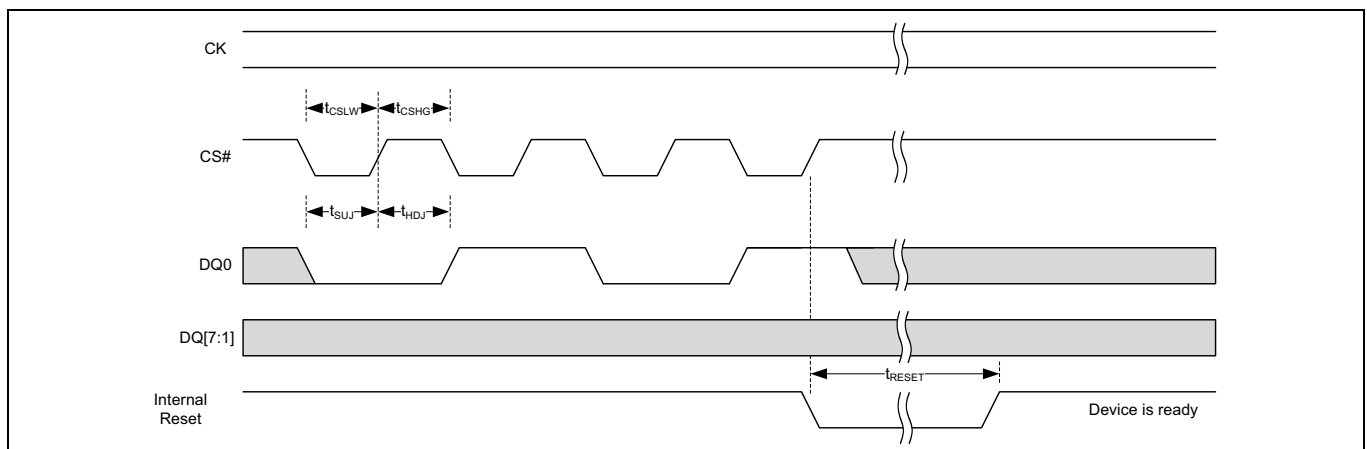 CK
tCSLW
tCSHG
CS#
tSUJ
tHDJ
DQ0
DQ[7:1]
tRESET
Internal
Reset
Device is ready